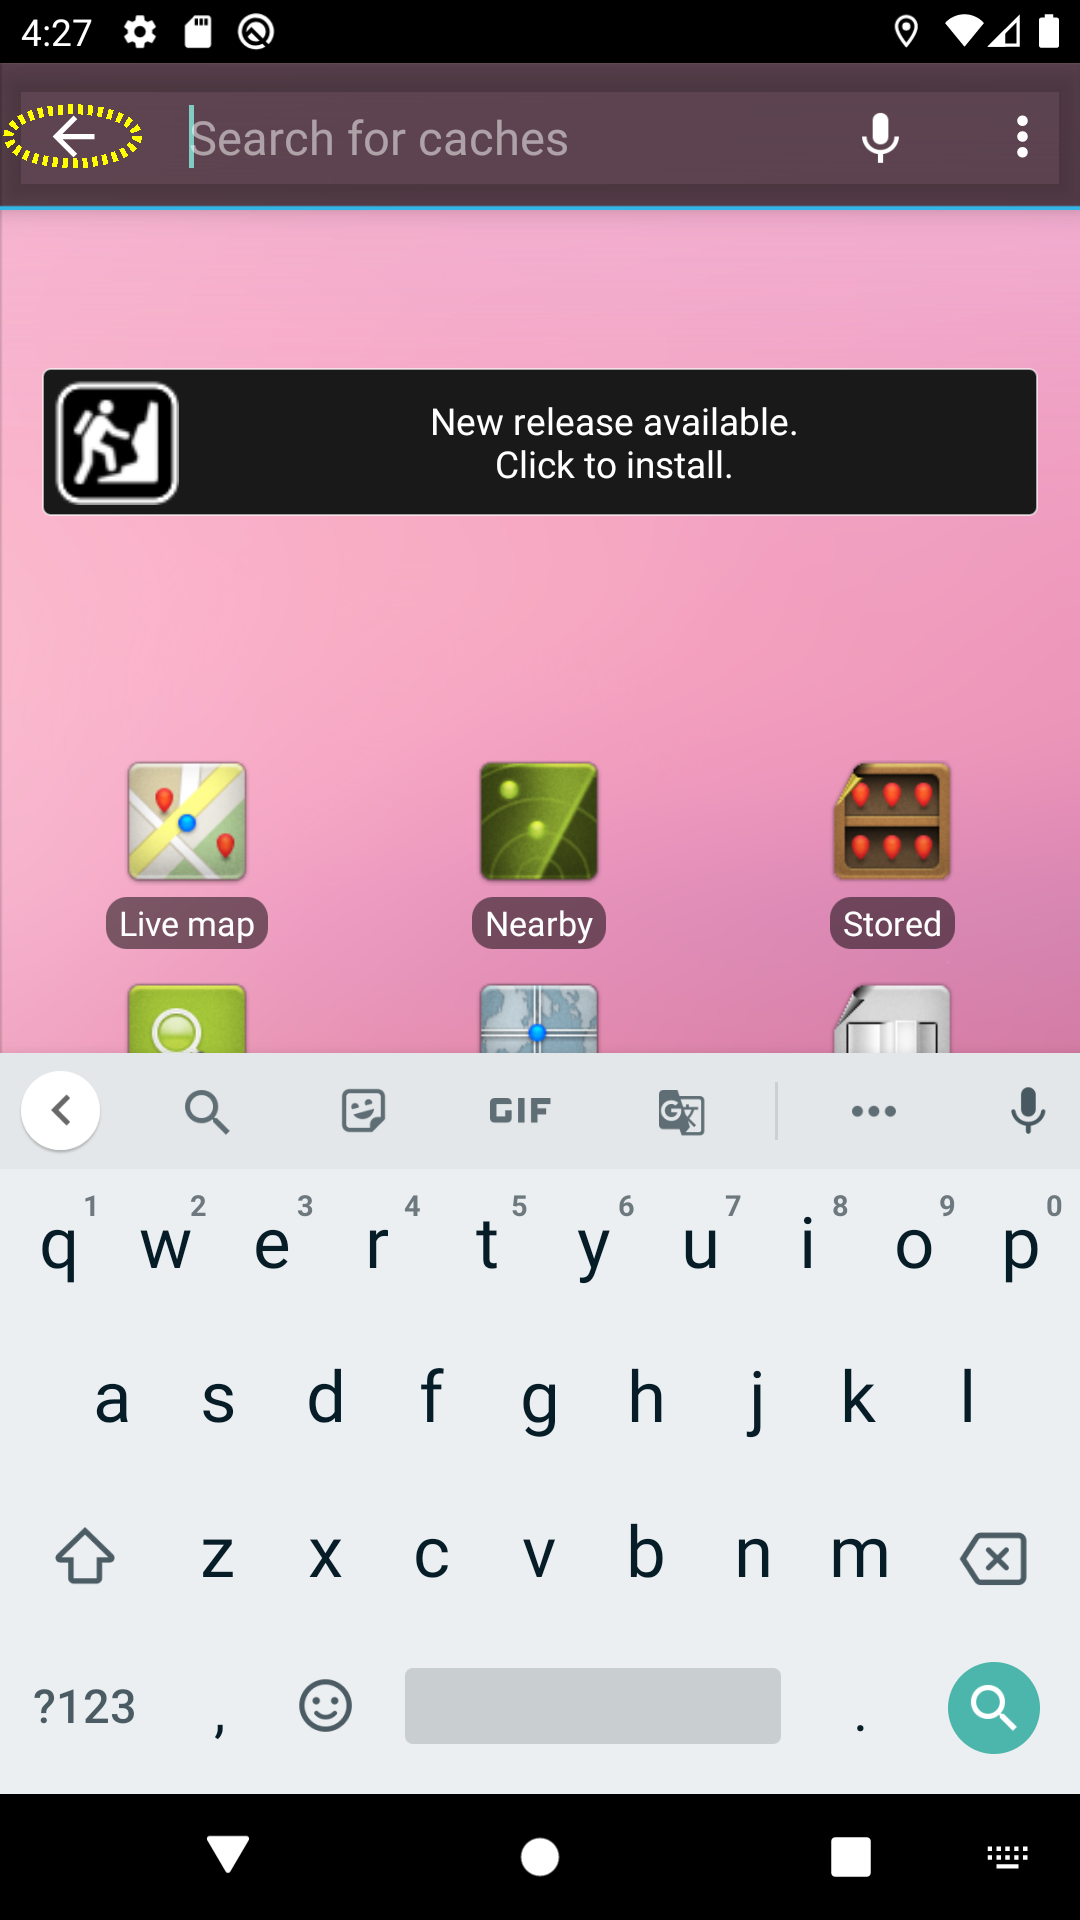 4:27
Search for caches
New release available.
Click to install.
Live map
Nearby
Stored
GIF
G
1 2 3 4 5 6 7 8 9 0
q w e r t y u i o p
a s d f g h j k l
z x c v b n m
?123 , .